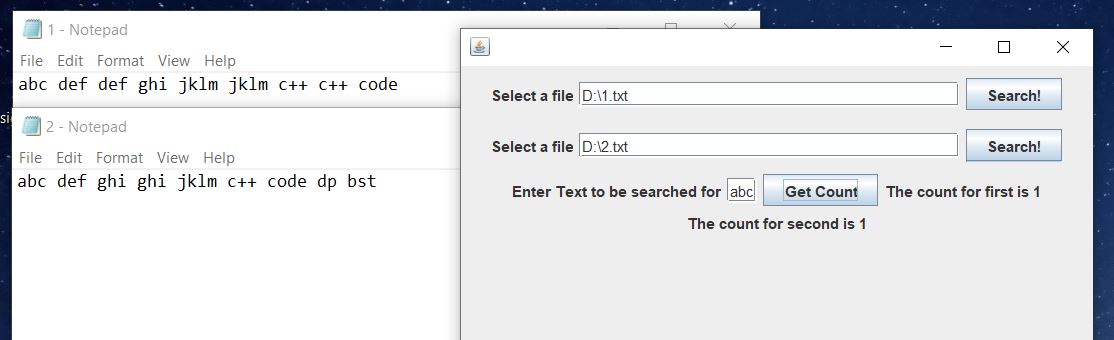 1 - Notepad
File Edit Format View Help
abc def def ghi jklm jklm c++ c++ code
2 - Notepad
File Edit Format View Help
abc def ghi ghi jklm c++ code dp bst
Select a file D:\1.txt Search!
Select a file D:\2.txt Search!
Enter Text to be searched for abc Get Count The count for first is 1
The count for second is 1